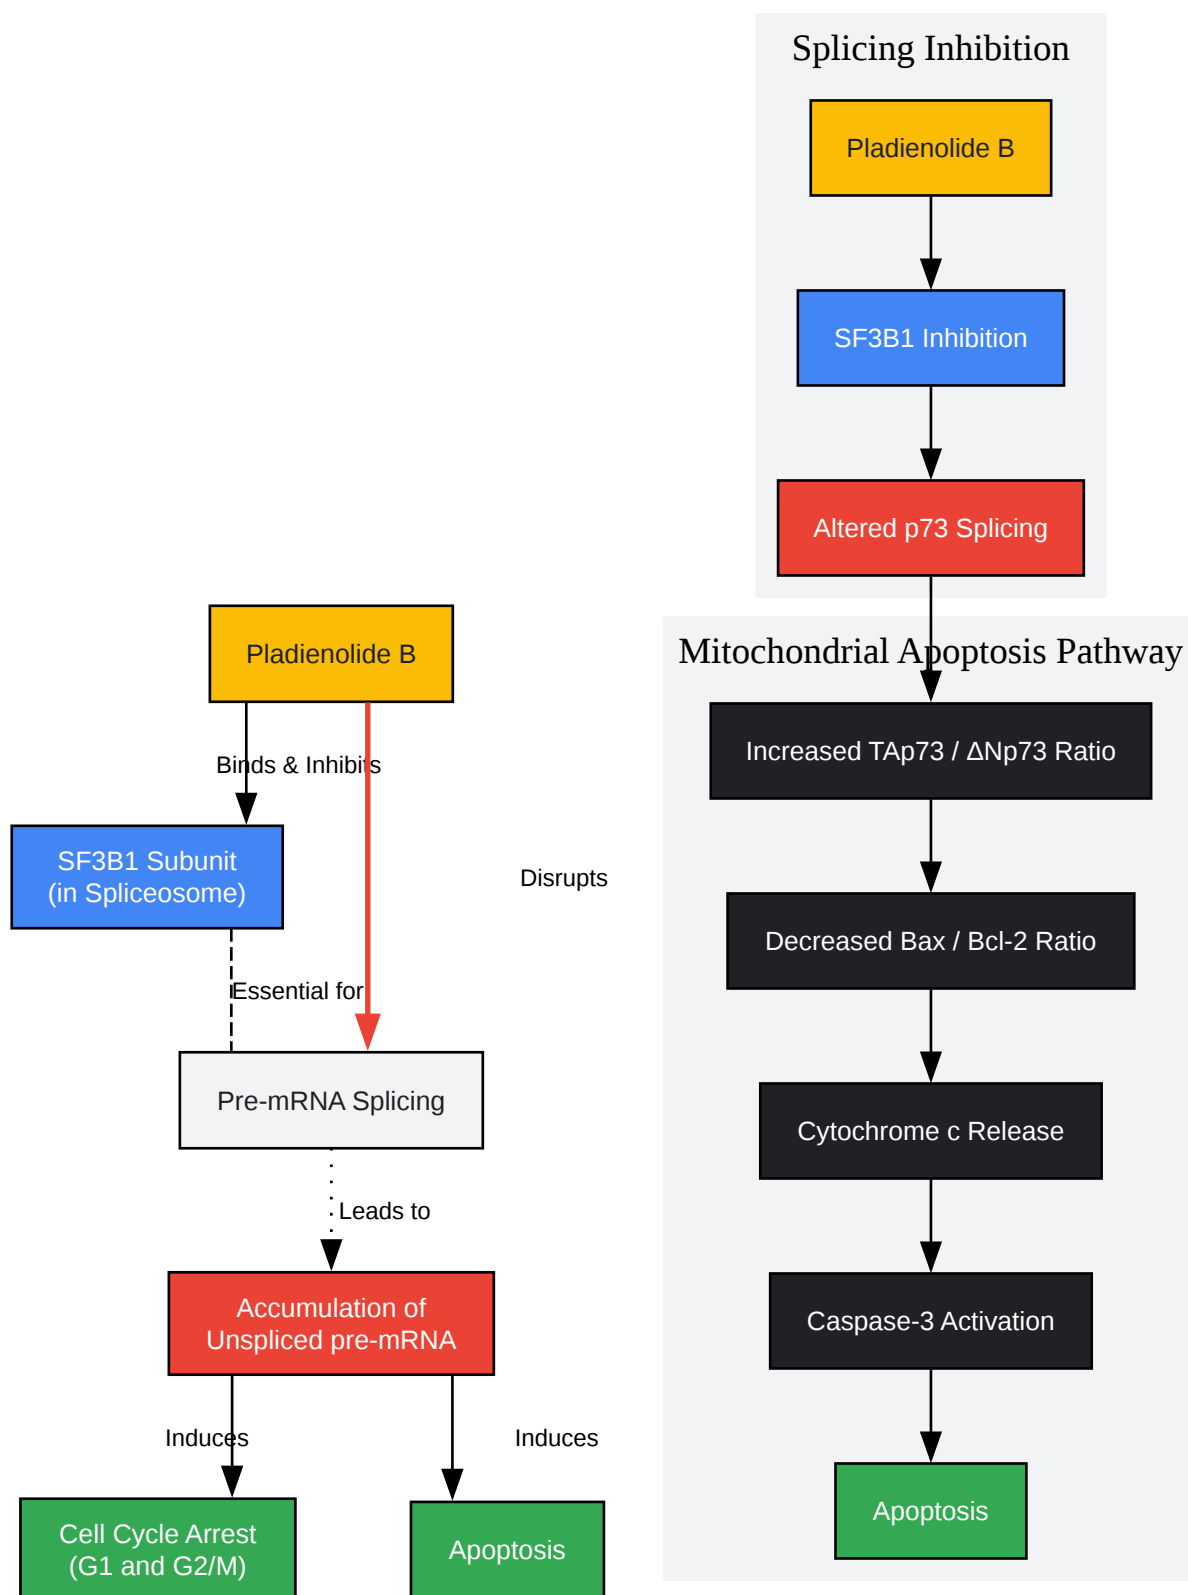 Splicing Inhibition
Pladienolide B
SF3B1 Inhibition
Altered p73 Splicing
Pladienolide B
Binds & Inhibits
SF3B1 Subunit
(in Spliceosome)
Disrupts
Essential for
Pre-mRNA Splicing
Leads to
Accumulation of
Unspliced pre-mRNA
Induces
Induces
Cell Cycle Arrest
(G1 and G2/M)
Apoptosis
Mitochondrial Apoptosis Pathway
Increased TAp73 / ΔNp73 Ratio
Decreased Bax / Bcl-2 Ratio
Cytochrome c Release
Caspase-3 Activation
Apoptosis